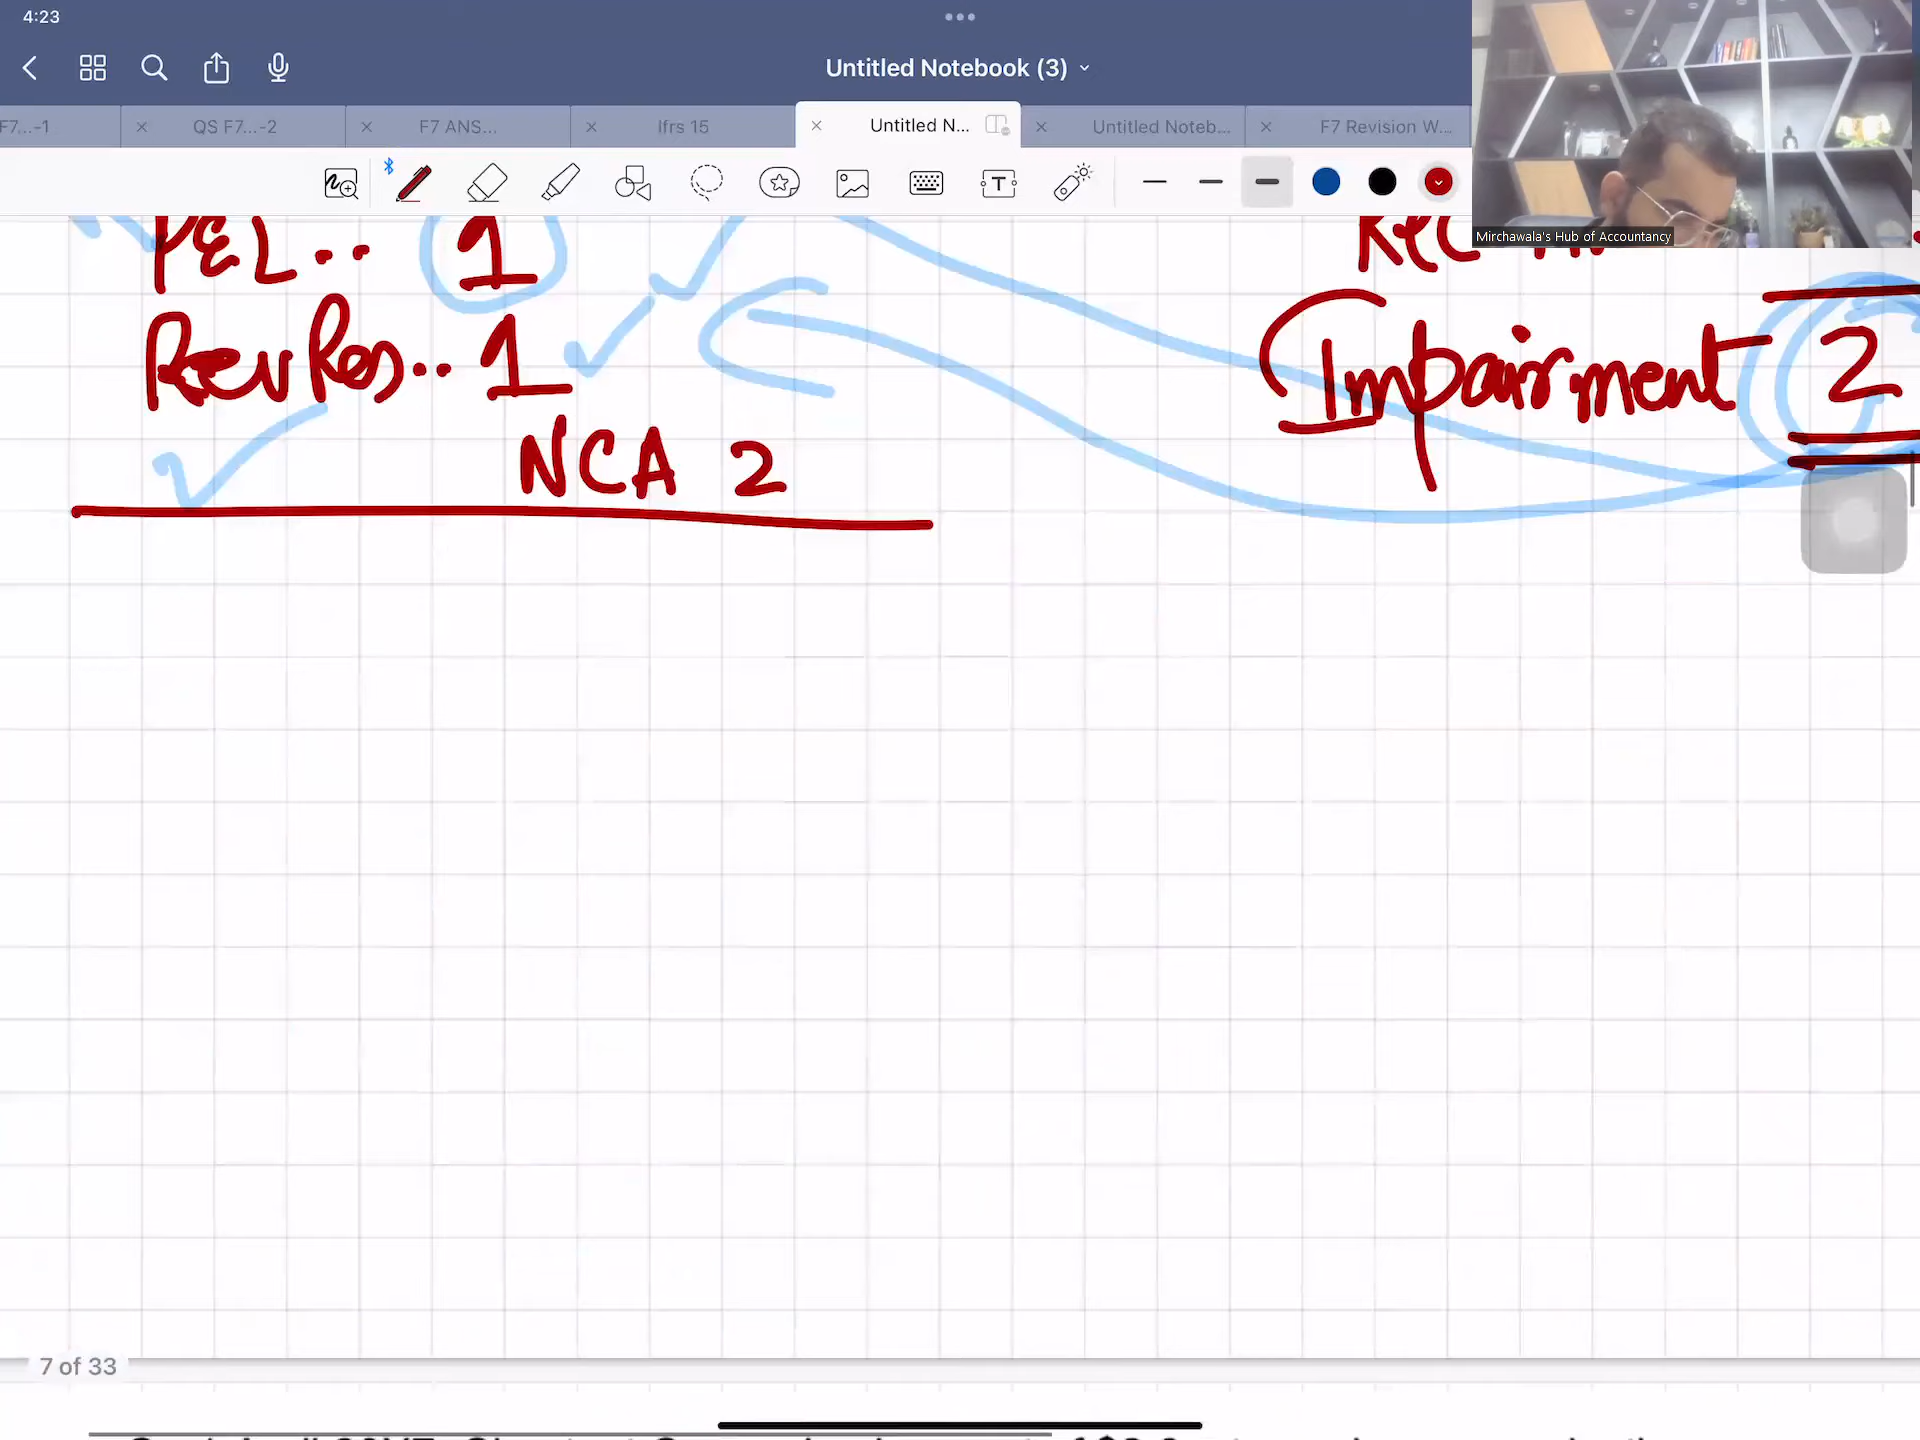 4:23
Untitled Notebook (3)
F7...-1
QS F7...-2
F7 ANS...
Ifrs 15
Untitled N...
Untitled Noteb...
F7 Revision W...
Mirchawala's Hub of Accountancy
P&L.. 1
Rev Res.. 1
Impairment 2
NCA 2
7 of 33